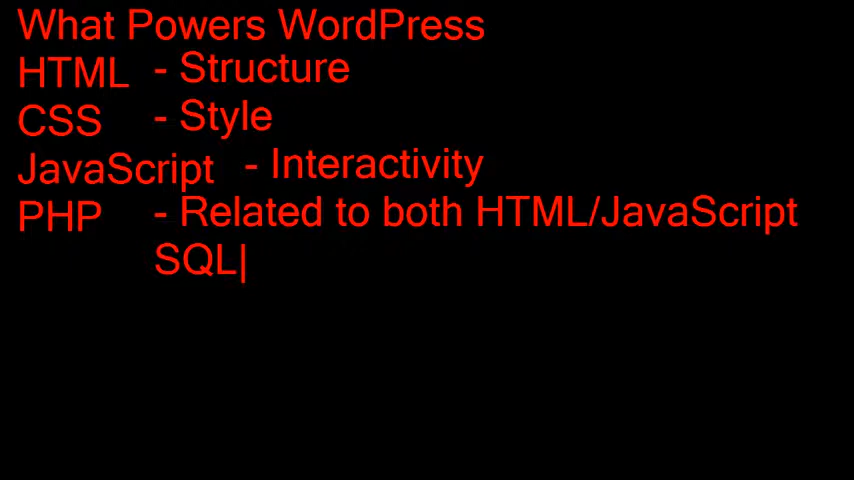 What Powers WordPress
HTML - Structure
CSS - Style
JavaScript - Interactivity
PHP - Related to both HTML/JavaScript
SQL